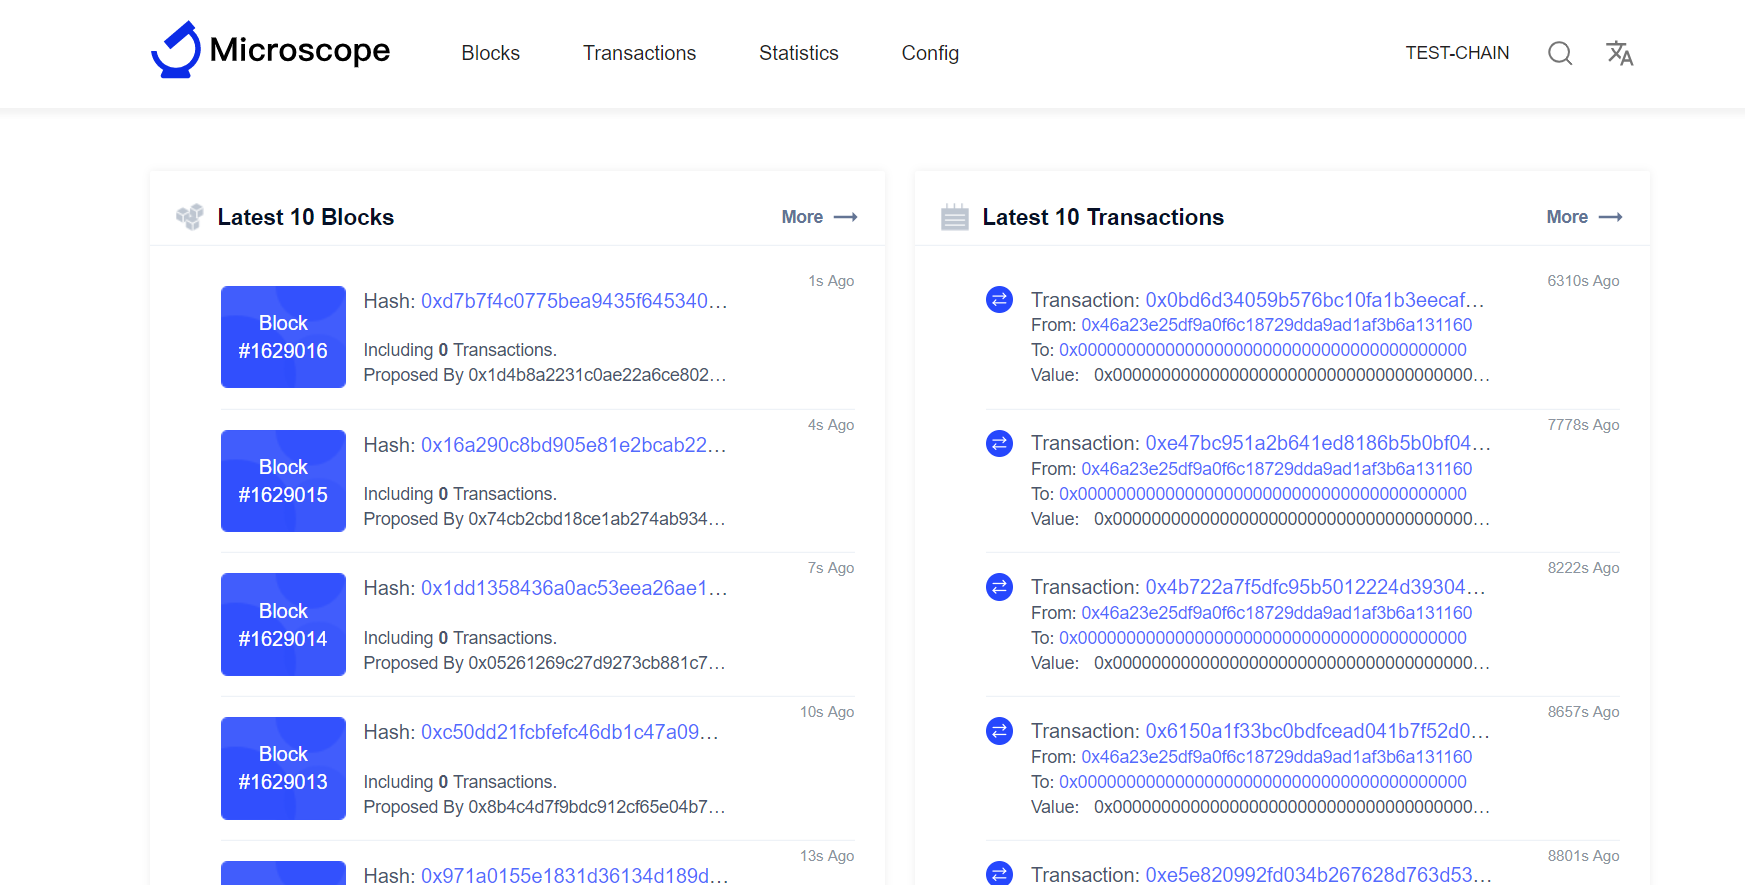 Microscope
Blocks
Transactions
Statistics
Config
TEST-CHAIN
Latest 10 Blocks
More
Block
#1629016
Hash: 0xd7b7f4c0775bea9435f645340...
1s Ago
Including 0 Transactions.
Proposed By 0x1d4b8a2231c0ae22a6ce802...
Block
#1629015
Hash: 0x16a290c8bd905e81e2bcab22...
4s Ago
Including 0 Transactions.
Proposed By 0x74cb2cbd18ce1ab274ab934...
Block
#1629014
Hash: 0x1dd1358436a0ac53eea26ae1...
7s Ago
Including 0 Transactions.
Proposed By 0x05261269c27d9273cb881c7...
Block
#1629013
Hash: 0xc50dd21fcbfefc46db1c47a09...
10s Ago
Including 0 Transactions.
Proposed By 0x8b4c4d7f9bdc912cf65e04b7...
Hash: 0x971a0155e1831d36134d189d...
13s Ago
Latest 10 Transactions
More
Transaction: 0x0bd6d34059b576bc10fa1b3eecaf...
6310s Ago
From: 0x46a23e25df9a0f6c18729dda9ad1af3b6a131160
To: 0x0000000000000000000000000000000000000000
Value: 0x00000000000000000000000000000000000...
Transaction: 0xe47bc951a2b641ed8186b5b0bf04...
7778s Ago
From: 0x46a23e25df9a0f6c18729dda9ad1af3b6a131160
To: 0x0000000000000000000000000000000000000000
Value: 0x00000000000000000000000000000000000...
Transaction: 0x4b722a7f5dfc95b5012224d39304...
8222s Ago
From: 0x46a23e25df9a0f6c18729dda9ad1af3b6a131160
To: 0x0000000000000000000000000000000000000000
Value: 0x00000000000000000000000000000000000...
Transaction: 0x6150a1f33bc0bdfcead041b7f52d0...
8657s Ago
From: 0x46a23e25df9a0f6c18729dda9ad1af3b6a131160
To: 0x0000000000000000000000000000000000000000
Value: 0x00000000000000000000000000000000000...
Transaction: 0xe5e820992fd034b267628d763d53...
8801s Ago